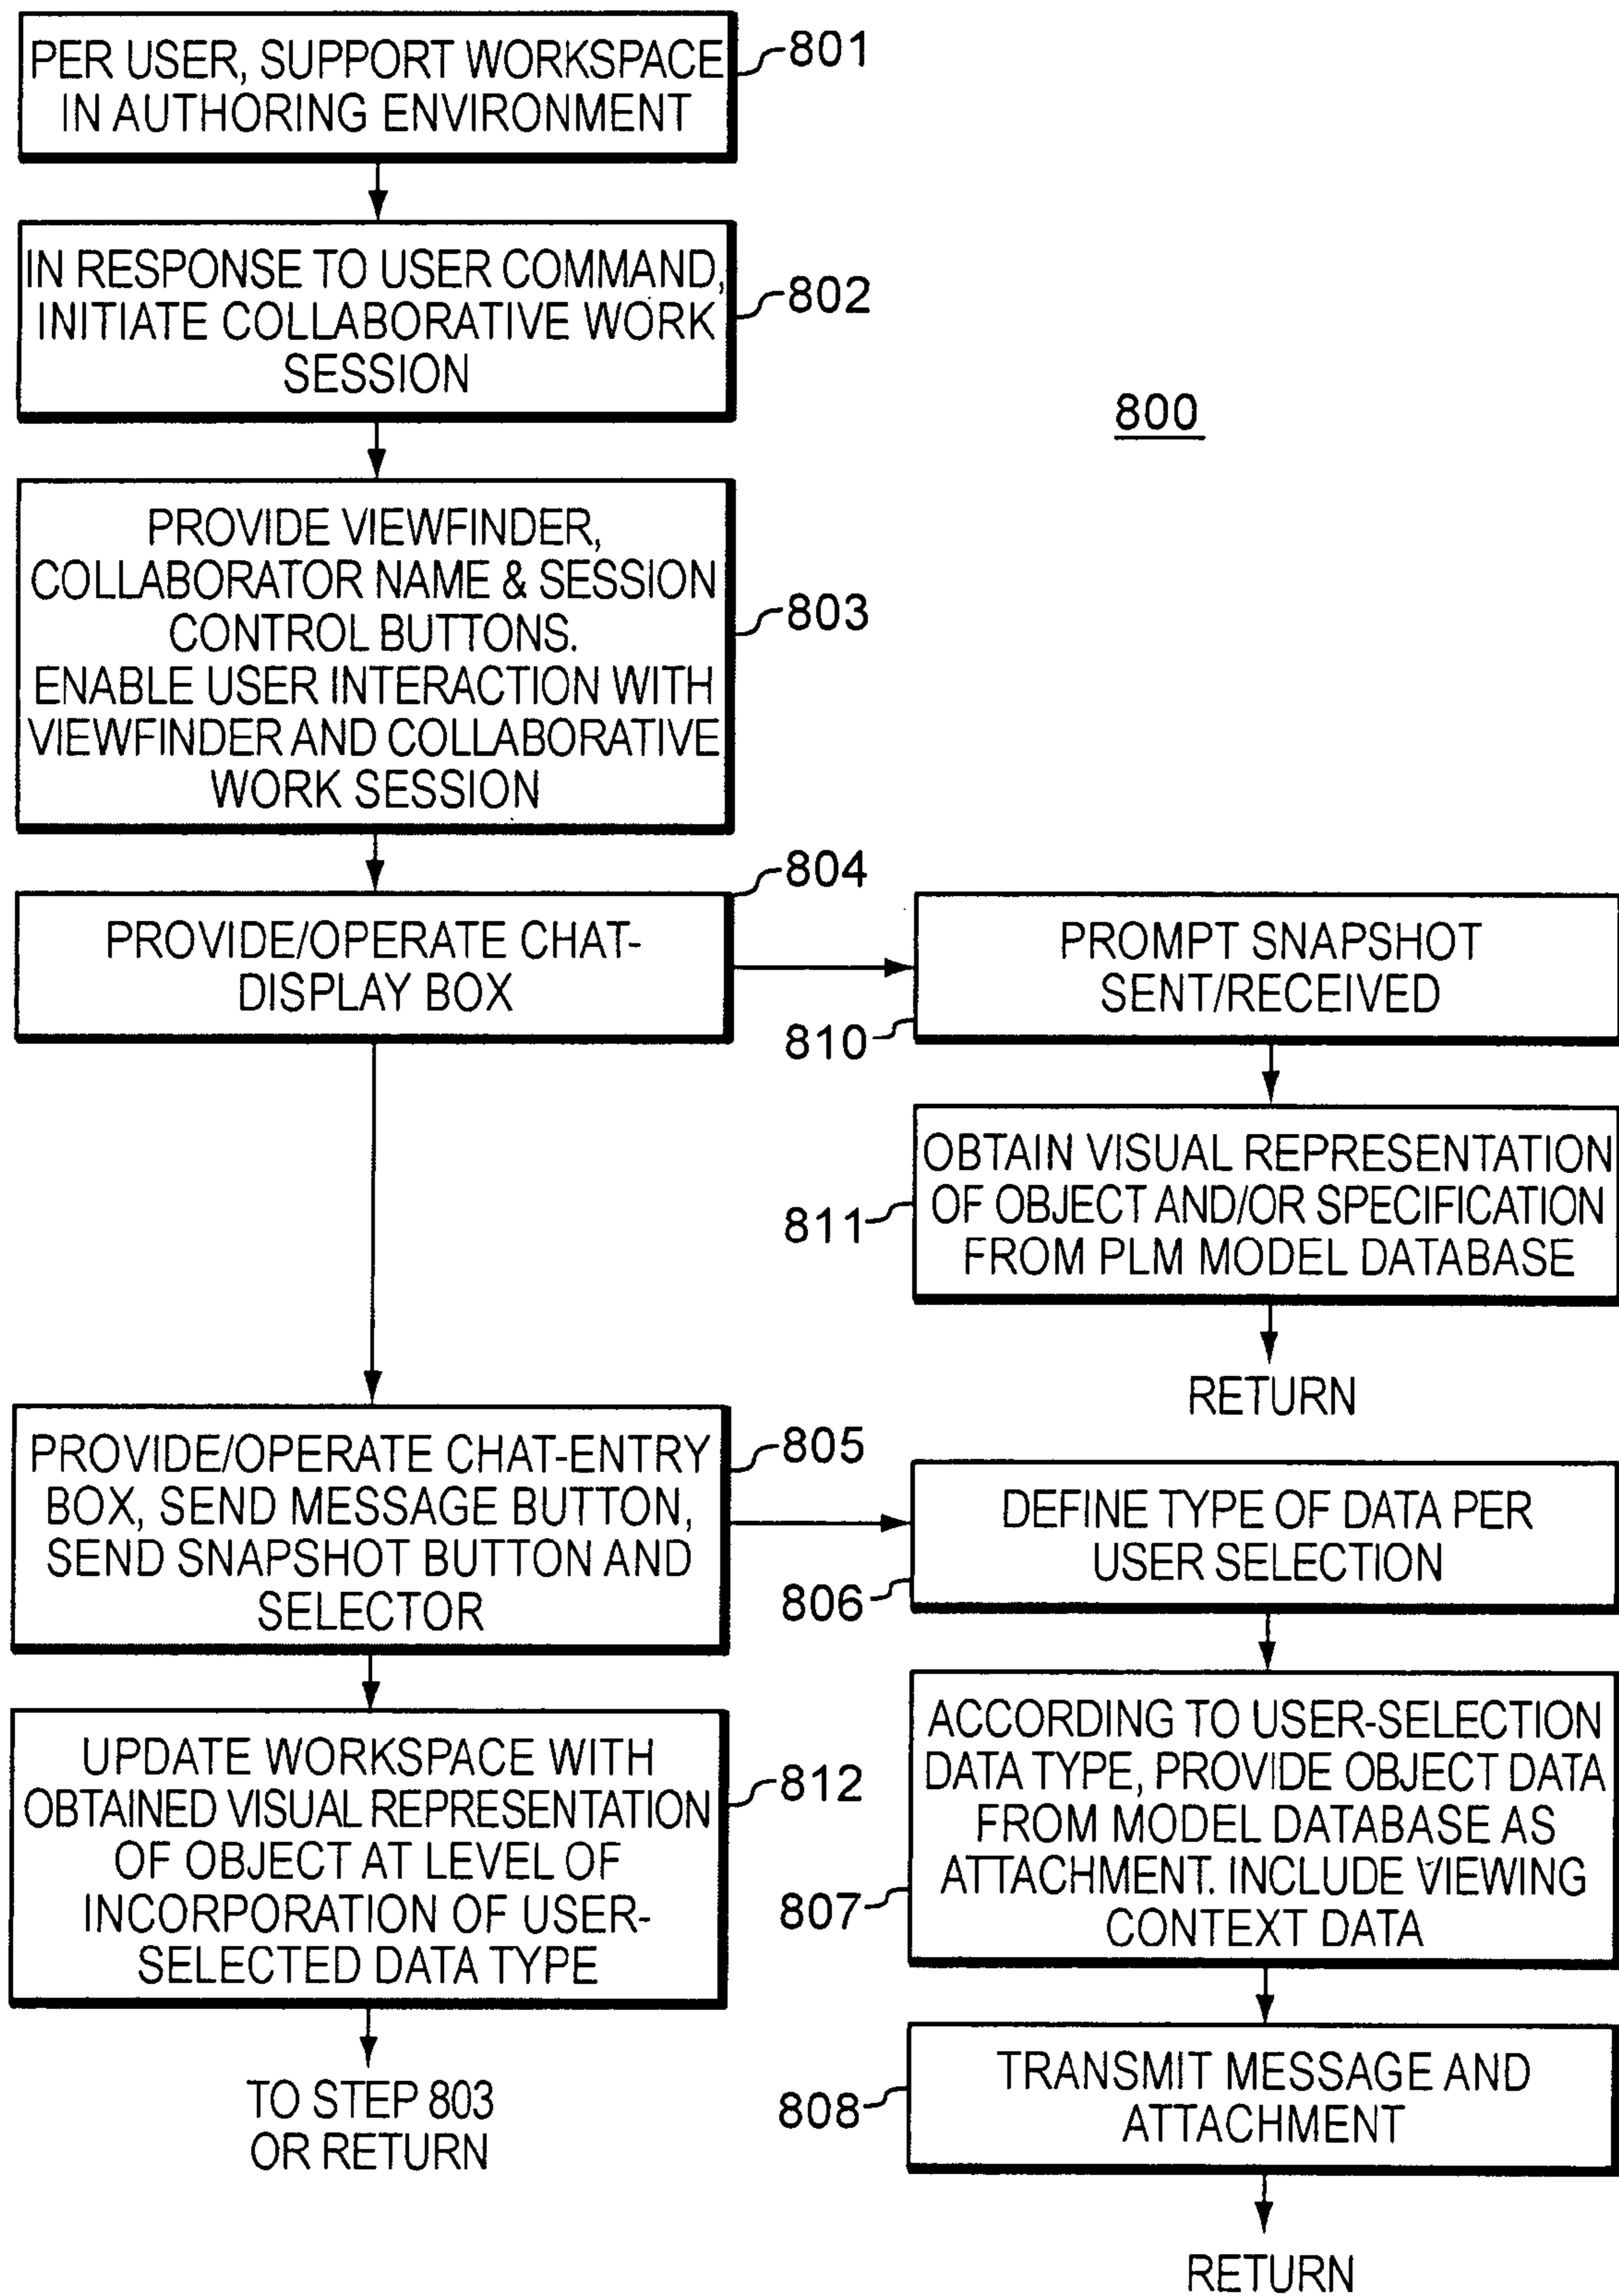 PER USER, SUPPORT WORKSPACE
IN AUTHORING ENVIRONMENT
801
IN RESPONSE TO USER COMMAND,
INITIATE COLLABORATIVE WORK
SESSION
802
800
PROVIDE VIEWFINDER,
COLLABORATOR NAME & SESSION
CONTROL BUTTONS.
ENABLE USER INTERACTION WITH
VIEWFINDER AND COLLABORATIVE
WORK SESSION
803
PROVIDE/OPERATE CHAT-
DISPLAY BOX
804
PROMPT SNAPSHOT
SENT/RECEIVED
810
OBTAIN VISUAL REPRESENTATION
OF OBJECT AND/OR SPECIFICATION
FROM PLM MODEL DATABASE
811
RETURN
PROVIDE/OPERATE CHAT-ENTRY
BOX, SEND MESSAGE BUTTON,
SEND SNAPSHOT BUTTON AND
SELECTOR
805
DEFINE TYPE OF DATA PER
USER SELECTION
806
ACCORDING TO USER-SELECTION
DATA TYPE, PROVIDE OBJECT DATA
FROM MODEL DATABASE AS
ATTACHMENT. INCLUDE VIEWING
CONTEXT DATA
807
TRANSMIT MESSAGE AND
ATTACHMENT
808
RETURN
UPDATE WORKSPACE WITH
OBTAINED VISUAL REPRESENTATION
OF OBJECT AT LEVEL OF
INCORPORATION OF USER-
SELECTED DATA TYPE
812
TO STEP 803
OR RETURN